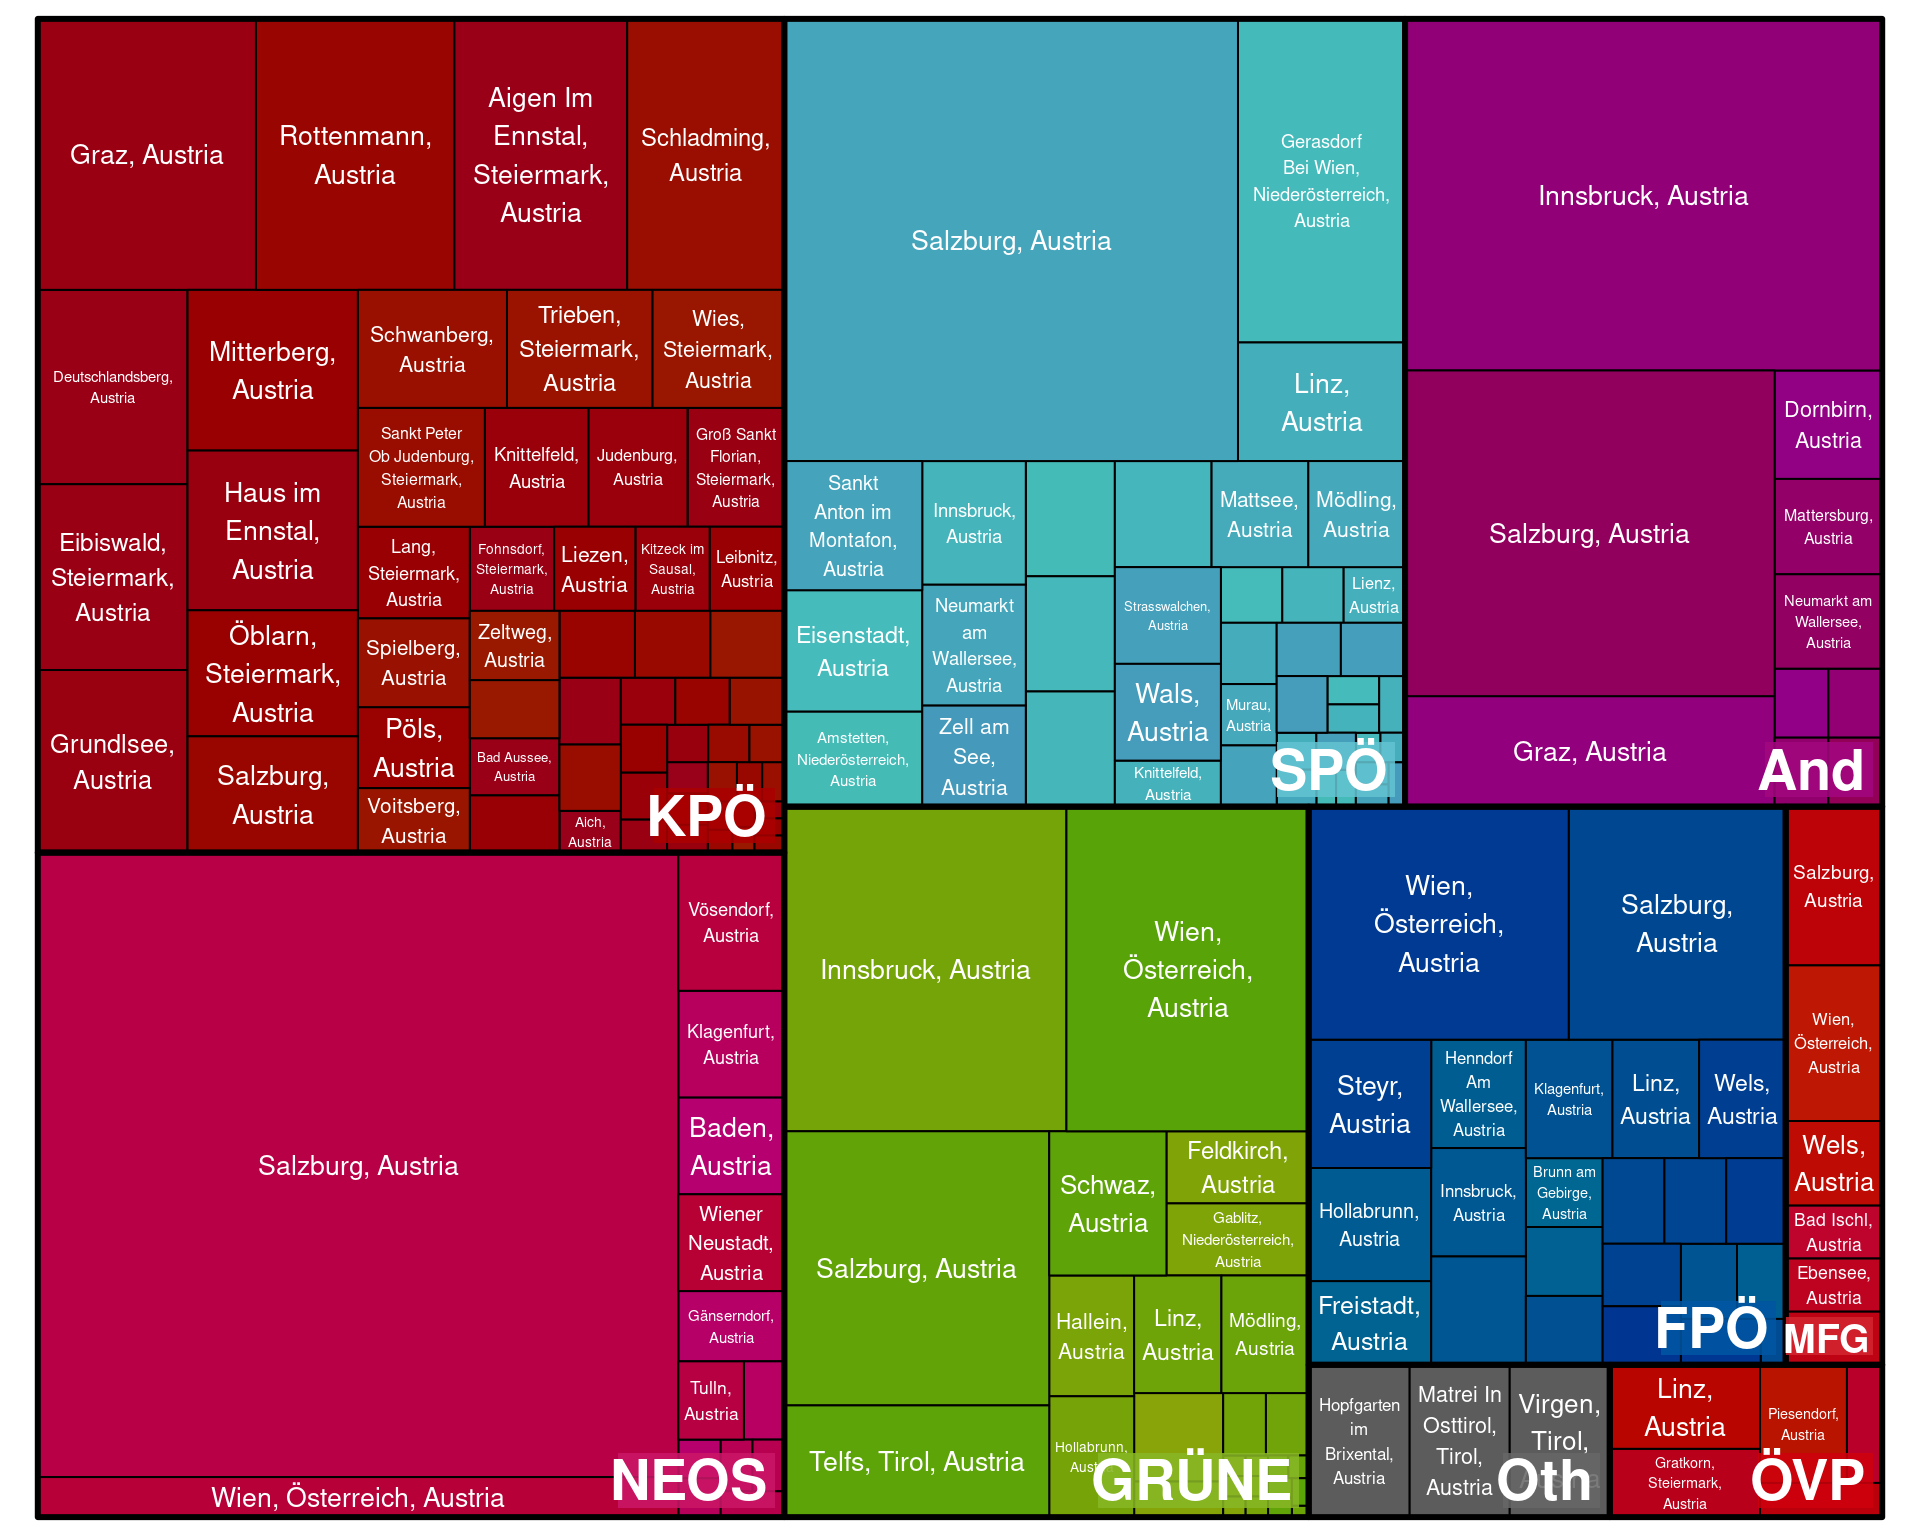 Graz, Austria
Rottenmann,
Austria
Aigen Im
Ennstal,
Steiermark,
Austria
Schladming,
Austria
Deutschlandsberg,
Austria
Mitterberg,
Austria
Schwanberg,
Austria
Trieben,
Steiermark,
Austria
Wies,
Steiermark,
Austria
Sankt Peter
Ob Judenburg,
Steiermark,
Austria
Knittelfeld,
Austria
Judenburg,
Austria
Groß Sankt
Florian,
Steiermark,
Austria
Eibiswald,
Steiermark,
Austria
Haus im
Ennstal,
Austria
Lang,
Steiermark,
Austria
Fohnsdorf,
Steiermark,
Austria
Liezen,
Austria
Kitzeck im
Sausal,
Austria
Leibnitz,
Austria
Öblarn,
Steiermark,
Austria
Spielberg,
Austria
Zeltweg,
Austria
Grundlsee,
Austria
Salzburg,
Austria
Pöls,
Austria
Bad Aussee,
Austria
Voitsberg,
Austria
Aich,
Austria
KPÖ
Salzburg, Austria
Gerasdorf
Bei Wien,
Niederösterreich,
Austria
Linz,
Austria
Sankt
Anton im
Montafon,
Austria
Innsbruck,
Austria
Mattsee,
Austria
Mödling,
Austria
Eisenstadt,
Austria
Neumarkt
am
Wallersee,
Austria
Strasswalchen,
Austria
Lienz,
Austria
Amstetten,
Niederösterreich,
Austria
Zell am
See,
Austria
Wals,
Austria
Murau,
Austria
Knittelfeld,
Austria
SPÖ
Innsbruck, Austria
Salzburg, Austria
Dornbirn,
Austria
Mattersburg,
Austria
Neumarkt am
Wallersee,
Austria
Graz, Austria
And
Salzburg, Austria
Vösendorf,
Austria
Klagenfurt,
Austria
Baden,
Austria
Wiener
Neustadt,
Austria
Gänserndorf,
Austria
Tulln,
Austria
Wien, Österreich, Austria
NEOS
Innsbruck, Austria
Wien,
Österreich,
Austria
Salzburg, Austria
Schwaz,
Austria
Feldkirch,
Austria
Gablitz,
Niederösterreich,
Austria
Hallein,
Austria
Linz,
Austria
Mödling,
Austria
Telfs, Tirol, Austria
Hollabrunn,
Austria
GRÜNE
Wien,
Österreich,
Austria
Salzburg,
Austria
Steyr,
Austria
Henndorf
Am
Wallersee,
Austria
Klagenfurt,
Austria
Linz,
Austria
Wels,
Austria
Hollabrunn,
Austria
Innsbruck,
Austria
Brunn am
Gebirge,
Austria
Freistadt,
Austria
FPÖ
Salzburg,
Austria
Wien,
Österreich,
Austria
Wels,
Austria
Bad Ischl,
Austria
Ebensee,
Austria
MFG
Hopfgarten
im
Brixental,
Austria
Matrei In
Osttirol,
Tirol,
Austria
Virgen,
Tirol,
Austria
Oth
Linz,
Austria
Piesendorf,
Austria
Gratkorn,
Steiermark,
Austria
ÖVP